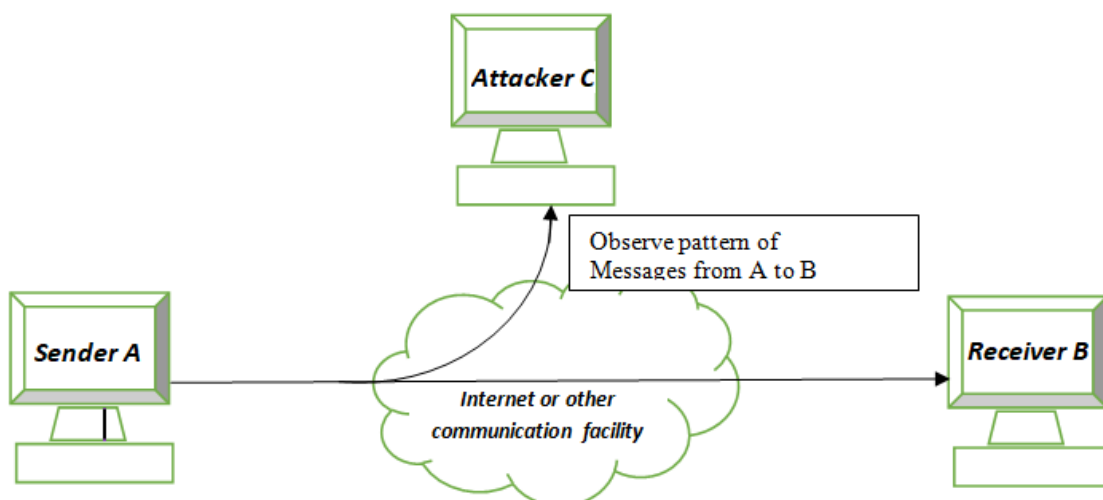 Attacker C
Observe pattern of
Messages from A to B
Sender A
Receiver B
Internet or other
communication facility